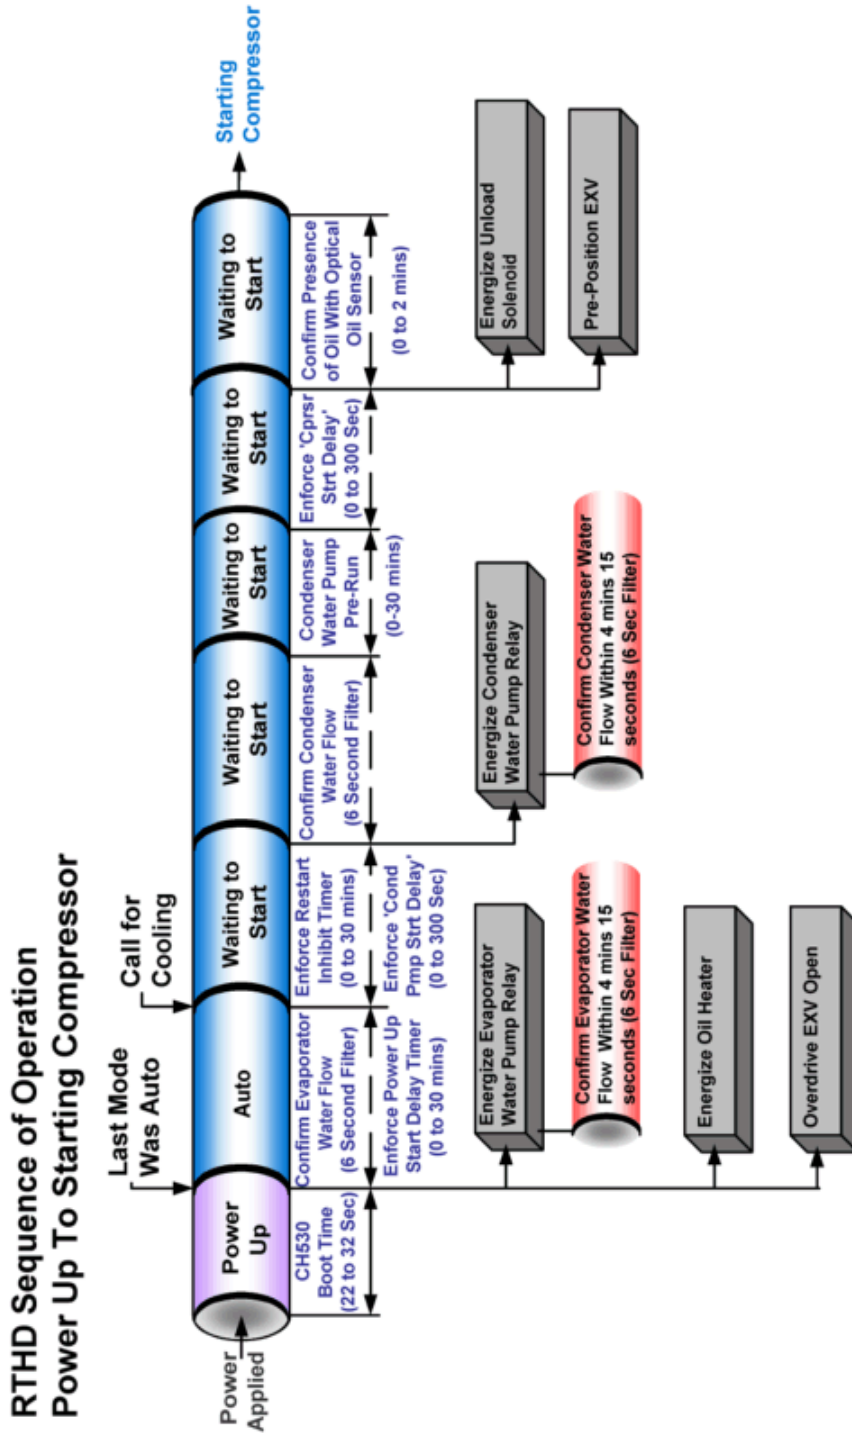 RTHD Sequence of Operation
Power Up To Starting Compressor
Last Mode
Was Auto
Call for
Cooling
Power
Applied
Power
Up
Auto
Waiting to
Start
Waiting to
Start
Waiting to
Start
Waiting to
Start
Waiting to
Start
Starting
Compressor
CH530
Boot Time
(22 to 32 Sec)
Confirm Evaporator
Water Flow
(6 Second Filter)
Enforce Power Up
Start Delay Timer
(0 to 30 mins)
Enforce Restart
Inhibit Timer
(0 to 30 mins)
Enforce 'Cond
Pmp Strt Delay'
(0 to 300 Sec)
Confirm Condenser
Water Flow
(6 Second Filter)
Condenser
Water Pump
Pre-Run
(0-30 mins)
Enforce 'Cprsr
Strt Delay'
(0 to 300 Sec)
Confirm Presence
of Oil With Optical
Oil Sensor
(0 to 2 mins)
Energize Evaporator
Water Pump Relay
Confirm Evaporator Water
Flow Within 4 mins 15
seconds (6 Sec Filter)
Energize Oil Heater
Overdrive EXV Open
Energize Condenser
Water Pump Relay
Confirm Condenser Water
Flow Within 4 mins 15
seconds (6 Sec Filter)
Energize Unload
Solenoid
Pre-Position EXV